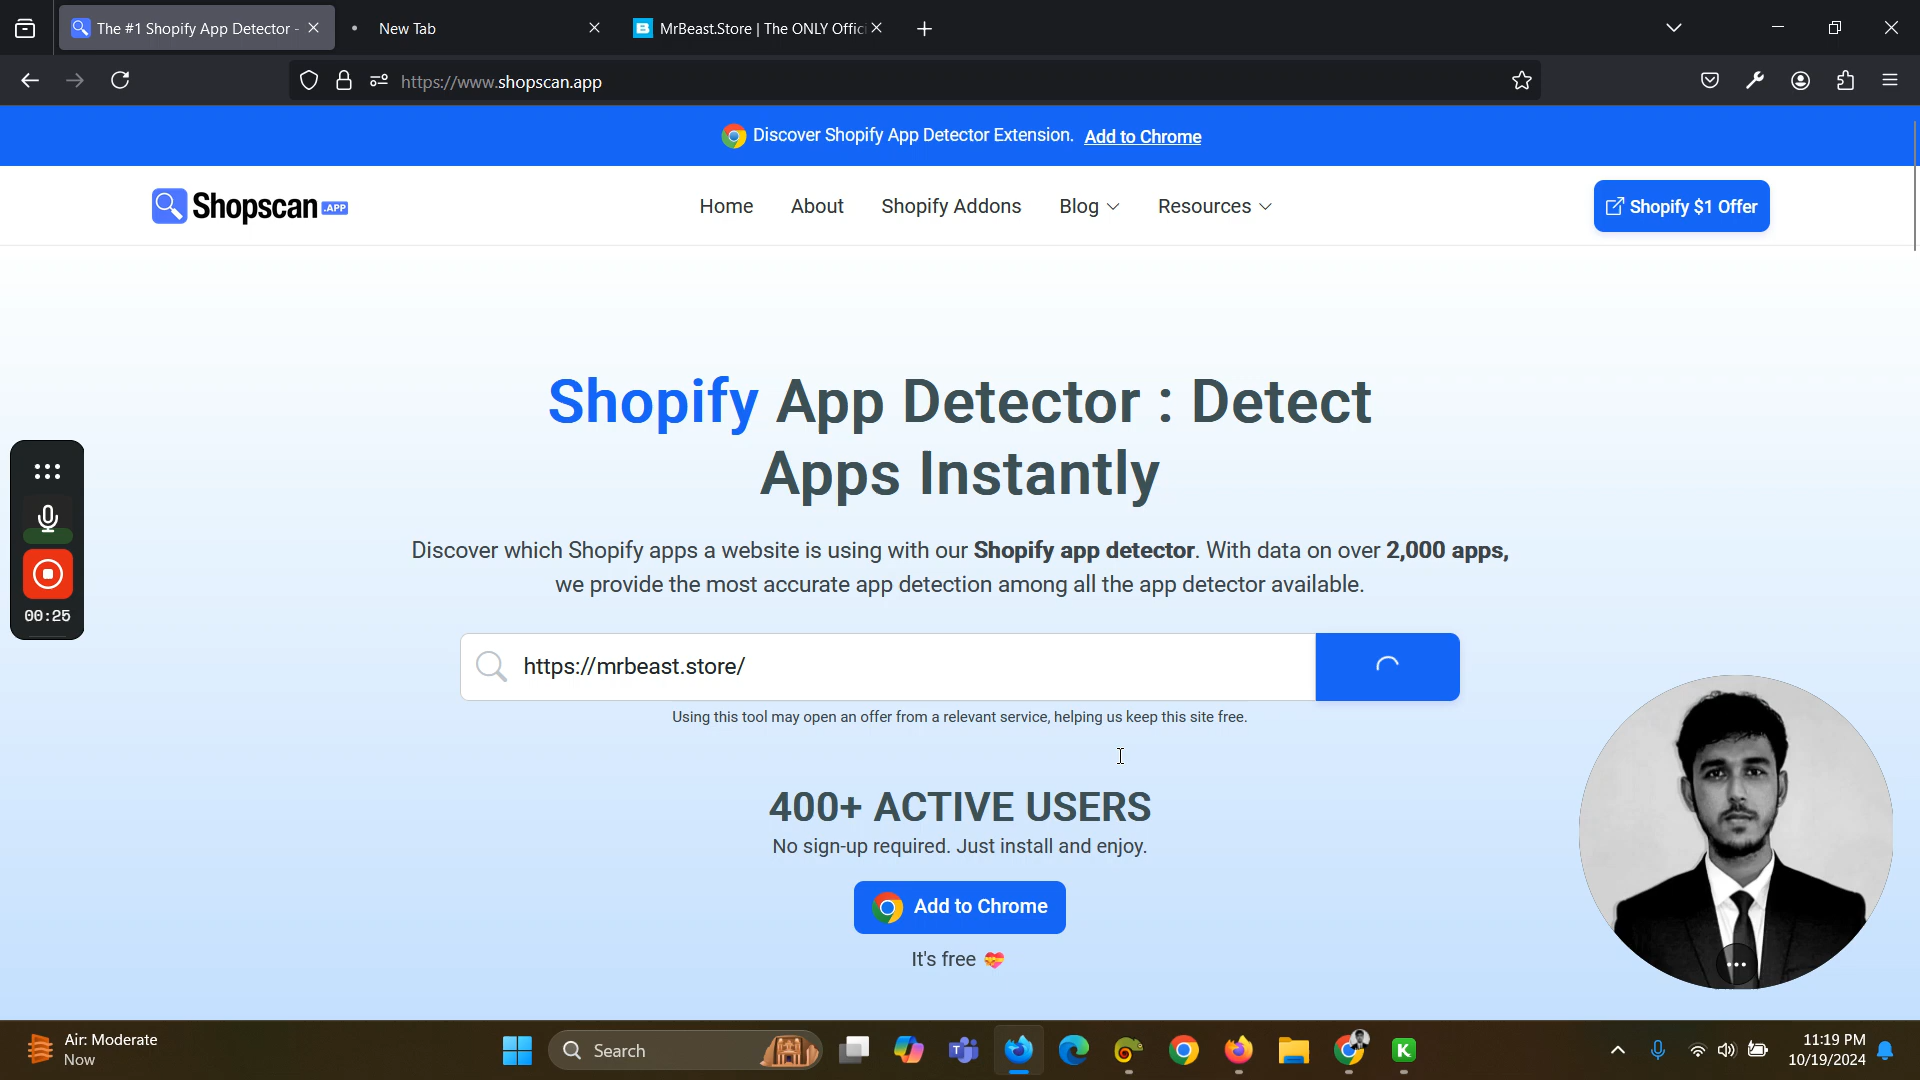 The #1 Shopify App Detector -
New Tab
MrBeast.Store | The ONLY Offici
https://www.shopscan.app
Discover Shopify App Detector Extension. Add to Chrome
Shopscan .APP
Home
About
Shopify Addons
Blog
Resources
Shopify $1 Offer
Shopify App Detector : Detect
Apps Instantly
Discover which Shopify apps a website is using with our Shopify app detector. With data on over 2,000 apps,
we provide the most accurate app detection among all the app detector available.
00:25
https://mrbeast.store/
Using this tool may open an offer from a relevant service, helping us keep this site free.
400+ ACTIVE USERS
No sign-up required. Just install and enjoy.
Add to Chrome
It's free
Air: Moderate
Now
Search
11:19 PM
10/19/2024